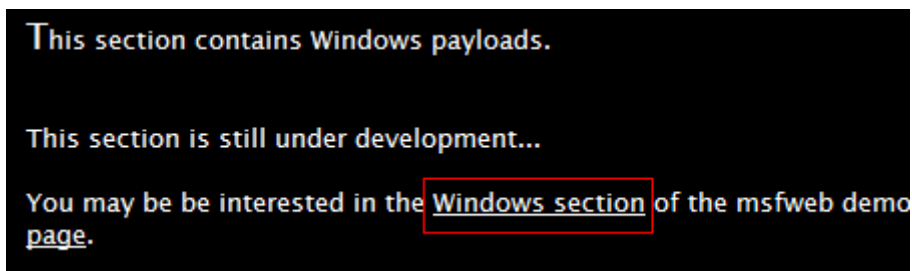 This section contains Windows payloads.
This section is still under development...
You may be be interested in the Windows section of the msfweb demo
page.